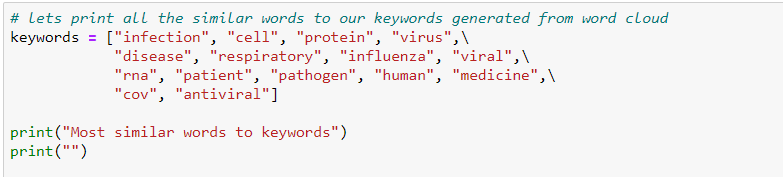 # lets print all the similar words to our keywords generated from word cloud
keywords = ["infection", "cell", "protein", "virus",\
            "disease", "respiratory", "influenza", "viral",\
            "rna", "patient", "pathogen", "human", "medicine",\
            "cov", "antiviral"]

print("Most similar words to keywords")
print("")